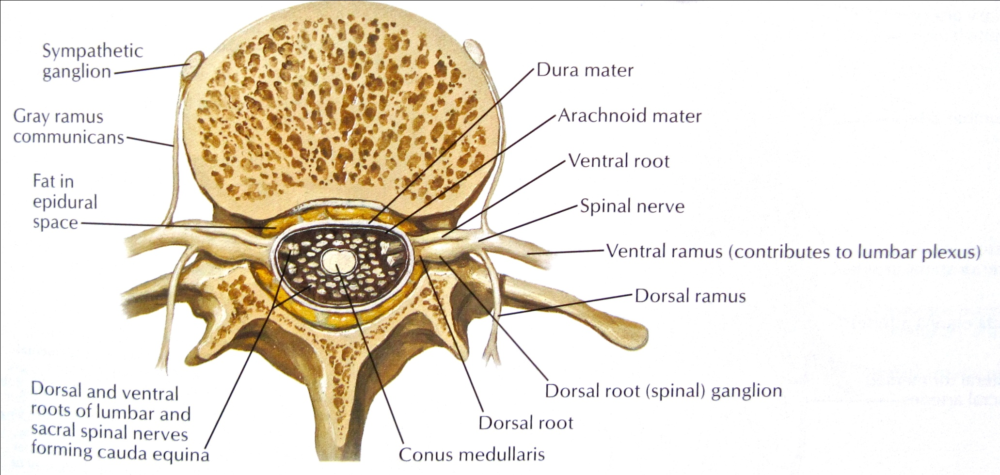 Sympathetic
ganglion
Gray ramus
communicans
Fat in
epidural
space
Dorsal and ventral
roots of lumbar and
sacral spinal nerves
forming cauda equina
Dura mater
Arachnoid mater
Ventral root
Spinal nerve
Ventral ramus (contributes to lumbar plexus)
Dorsal ramus
Dorsal root (spinal) ganglion
Dorsal root
Conus medullaris